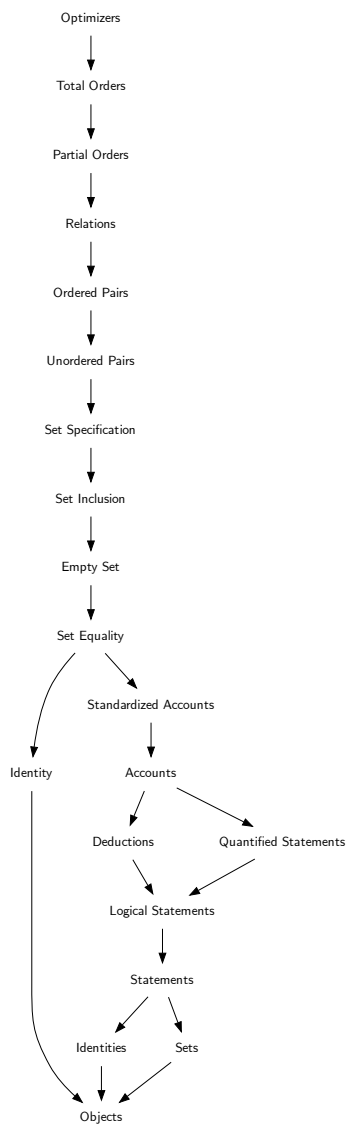 Optimizers
Total Orders
Partial Orders
Relations
Ordered Pairs
Unordered Pairs
Set Specification
Set Inclusion
Empty Set
Set Equality
Standardized Accounts
Identity
Accounts
Deductions
Quantified Statements
Logical Statements
Statements
Identities
Sets
Objects